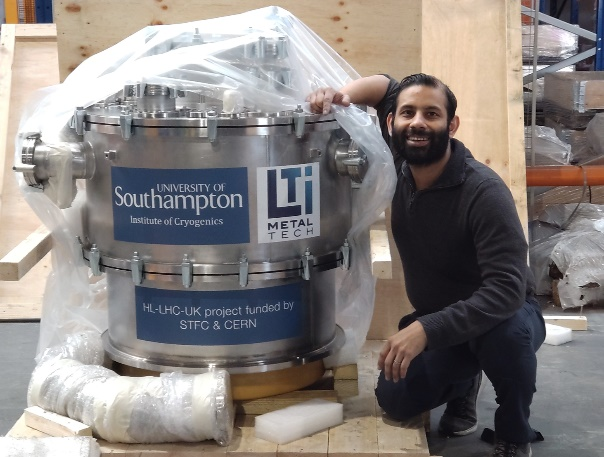 UNIVERSITY OF
Southampton
Institute of Cryogenics
LTi
METAL
TECH
HL-LHC-UK project funded by
STFC & CERN